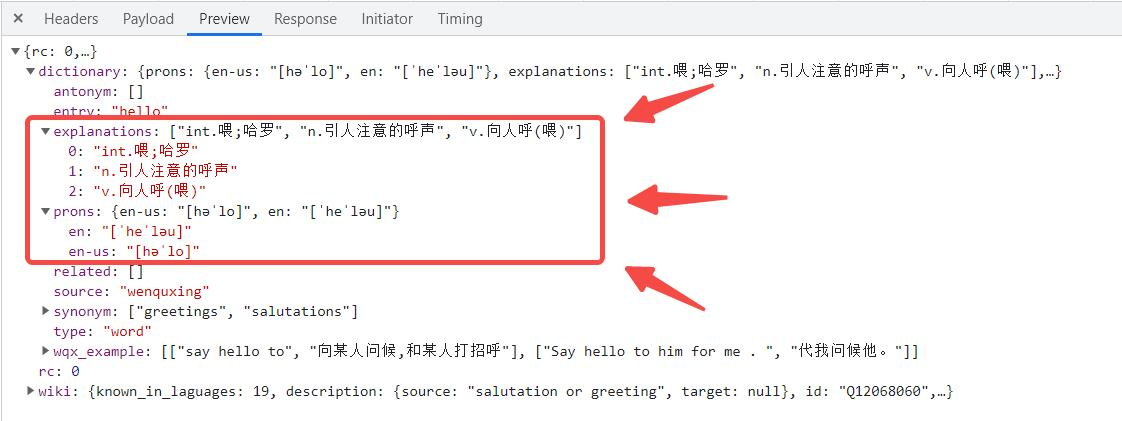 × Headers Payload Preview Response Initiator Timing
▼{rc: 0,…}
▼dictionary: {prons: {en-us: "[həˈlo]", en: "[ˈheˈləu]"}, explanations: ["int.喂;哈罗", "n.引人注意的呼声", "v.向人呼(喂)"],…}
antonym: []
entry: "hello"
▼explanations: ["int.喂;哈罗", "n.引人注意的呼声", "v.向人呼(喂)"]
0: "int.喂;哈罗"
1: "n.引人注意的呼声"
2: "v.向人呼(喂)"
▼prons: {en-us: "[həˈlo]", en: "[ˈheˈləu]"}
en: "[ˈheˈləu]"
en-us: "[həˈlo]"
related: []
source: "wenquxing"
▶synonym: ["greetings", "salutations"]
type: "word"
▶wqx_example: [["say hello to", "向某人问候,和某人打招呼"], ["Say hello to him for me . ", "代我问候他。"]]
rc: 0
▶wiki: {known_in_laguages: 19, description: {source: "salutation or greeting", target: null}, id: "Q12068060",…}